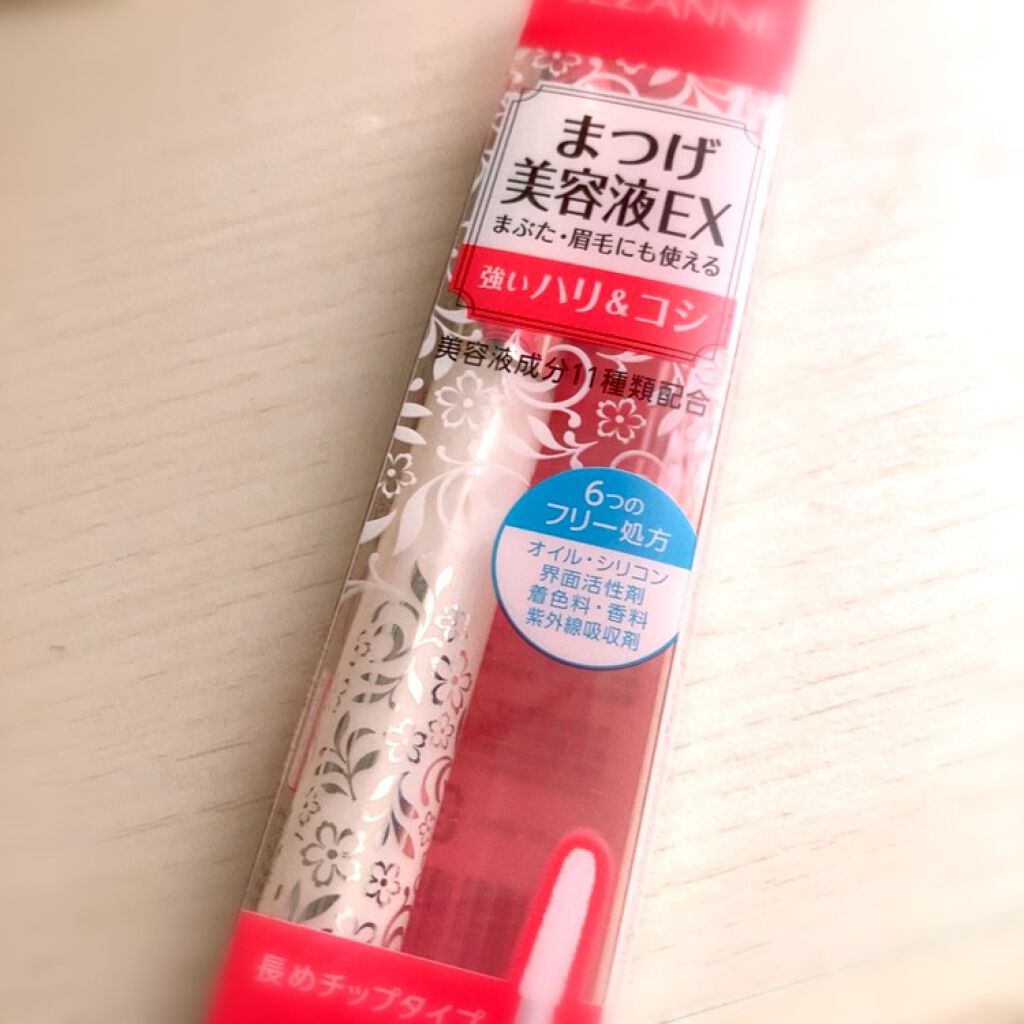 CEZANNE
まつげ
美容液EX
まぶた・眉毛にも使える
強いハリ&コシ
美容液成分11種類配合
6つの
フリー処方
オイル・シリコン
界面活性剤
着色料・香料
紫外線吸収剤
長めチップタイプ